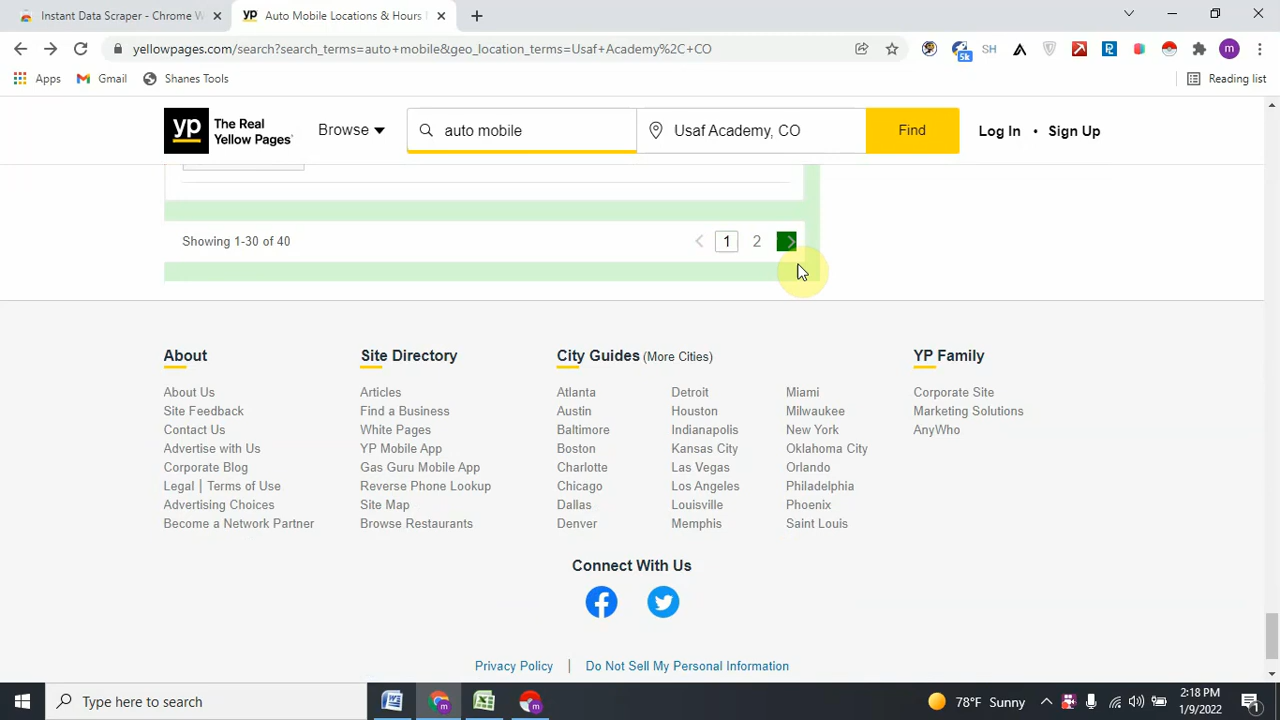 Instant Data Scraper - Chrome W
Auto Mobile Locations & Hours
yellowpages.com/search?search_terms=auto+mobile&geo_location_terms=Usaf+Academy%2C+CO
5k
SH
m
Apps
Gmail
Shanes Tools
Reading list
yp The Real Yellow Pages
Browse
auto mobile
Usaf Academy, CO
Find
Log In • Sign Up
Showing 1-30 of 40
1 2
About
About Us
Site Feedback
Contact Us
Advertise with Us
Corporate Blog
Legal | Terms of Use
Advertising Choices
Become a Network Partner
Site Directory
Articles
Find a Business
White Pages
YP Mobile App
Gas Guru Mobile App
Reverse Phone Lookup
Site Map
Browse Restaurants
City Guides (More Cities)
Atlanta
Austin
Baltimore
Boston
Charlotte
Chicago
Dallas
Denver
Detroit
Houston
Indianapolis
Kansas City
Las Vegas
Los Angeles
Louisville
Memphis
Miami
Milwaukee
New York
Oklahoma City
Orlando
Philadelphia
Phoenix
Saint Louis
YP Family
Corporate Site
Marketing Solutions
AnyWho
Connect With Us
Privacy Policy | Do Not Sell My Personal Information
Type here to search
78°F Sunny
2:18 PM
1/9/2022